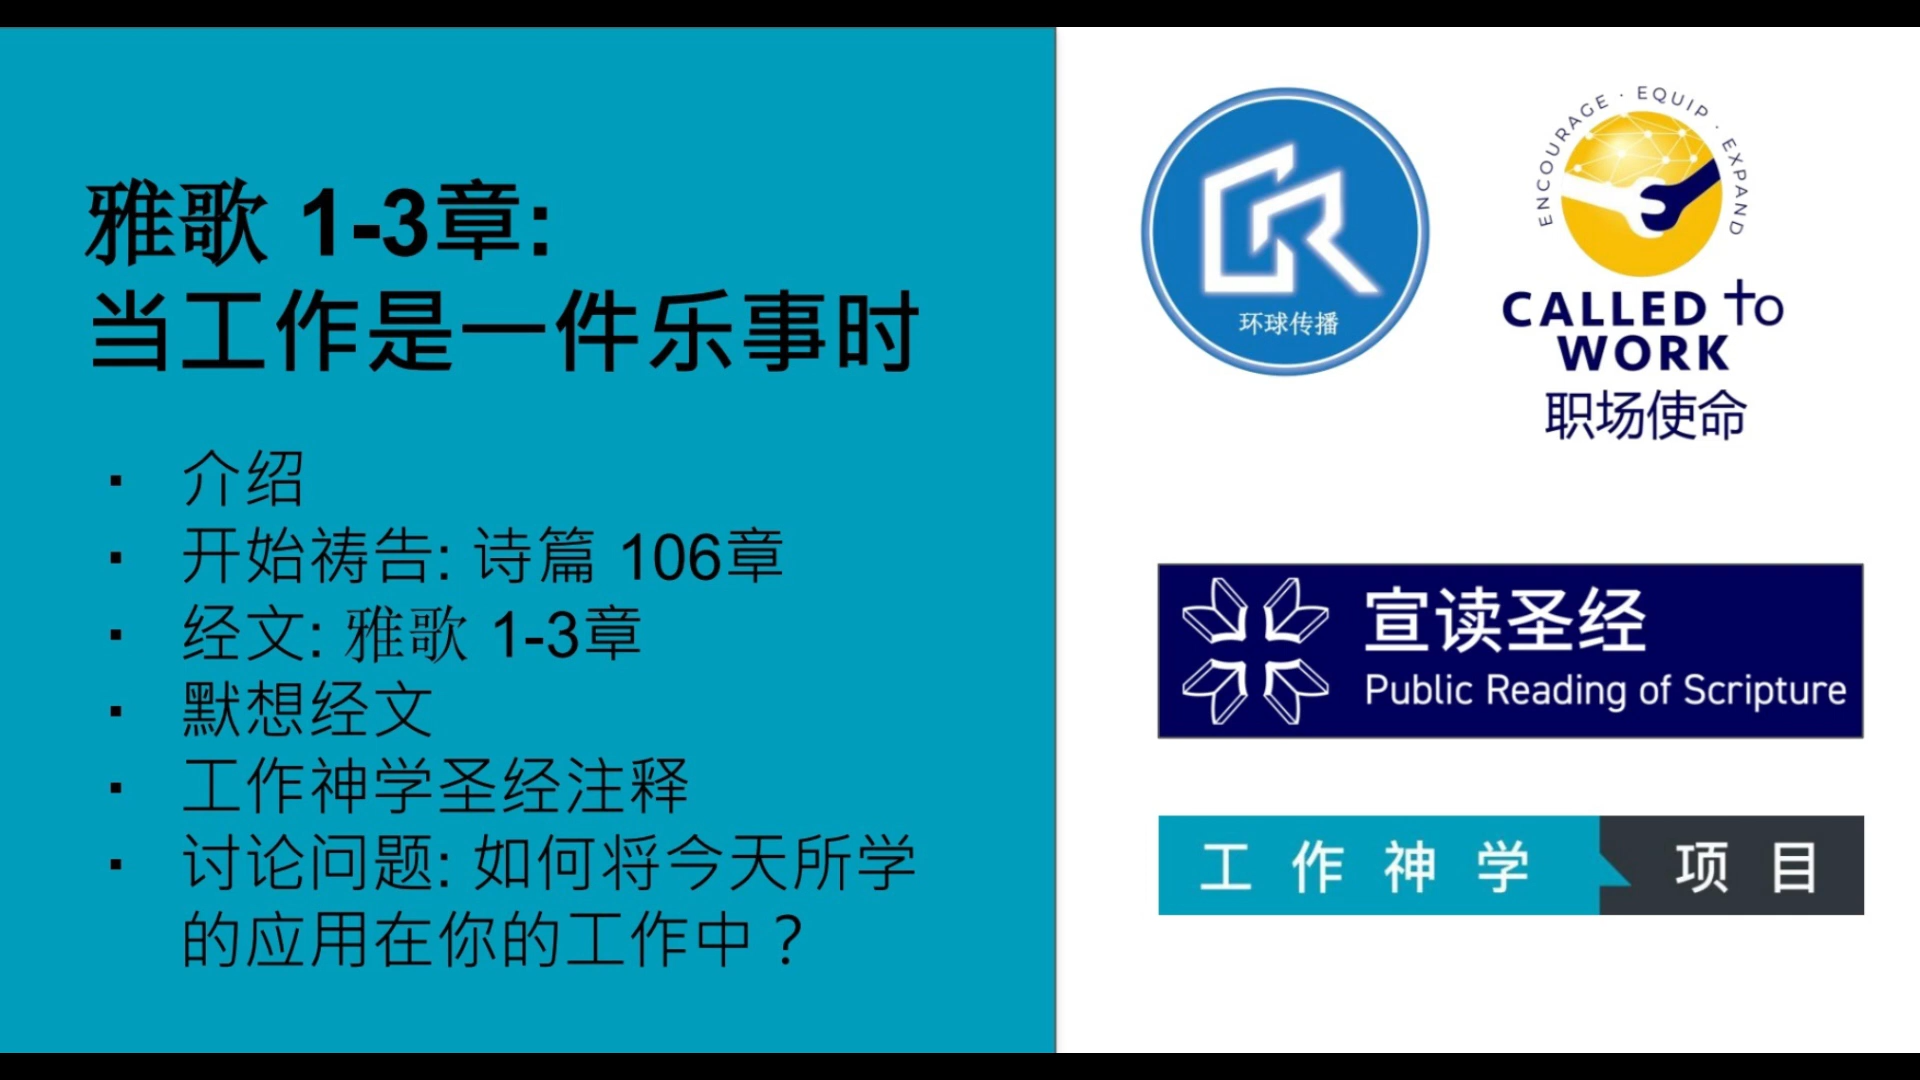 雅歌 1-3章:
当工作是一件乐事时
▪ 介绍
▪ 开始祷告: 诗篇 106章
▪ 经文: 雅歌 1-3章
▪ 默想经文
▪ 工作神学圣经注释
▪ 讨论问题: 如何将今天所学
的应用在你的工作中？
环球传播
ENCOURAGE · EQUIP · EXPAND
CALLED to
WORK
职场使命
宣读圣经
Public Reading of Scripture
工作神学 项目